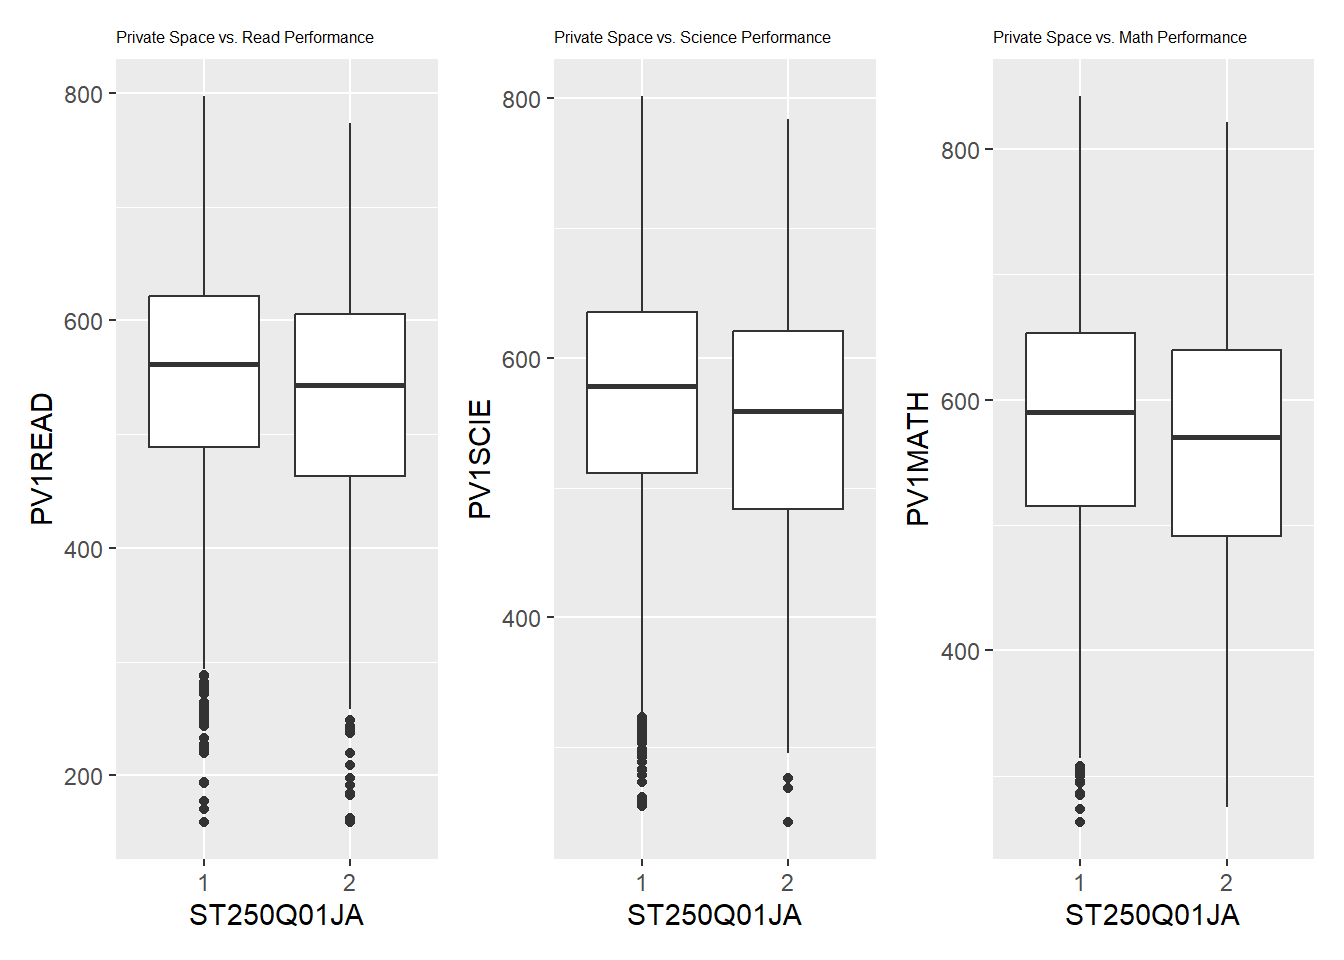 Private Space vs. Read Performance
800
600
400
200
PV1READ
1 2
ST250Q01JA
Private Space vs. Science Performance
800
600
400
PV1SCIE
1 2
ST250Q01JA
Private Space vs. Math Performance
800
600
400
PV1MATH
1 2
ST250Q01JA